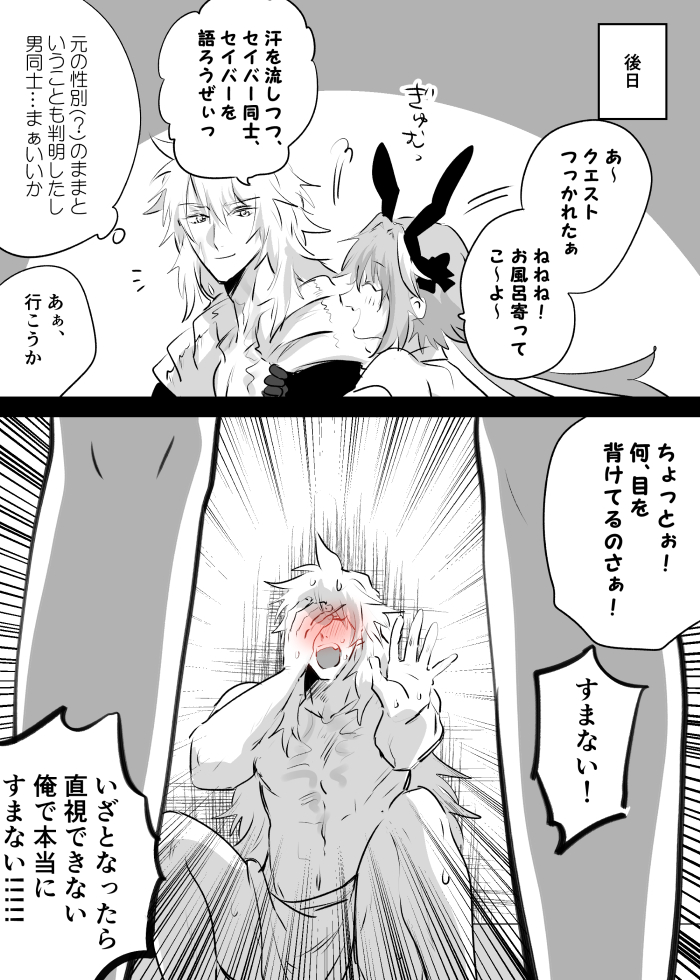 後日
あ〜
クエスト
つっかれたぁ
ねねね！
お風呂寄って
こ〜よ〜
ぎゅむっ
汗を流しつつ、
セイバー同士、
セイバーを
語ろうぜぃっ
元の性別(？)のままと
いうことも判明したし
男同士…まぁいいか
あぁ、
行こうか
ちょっとぉ！
何、目を
背けてるのさぁ！
すまない！
いざとなったら
直視できない
俺で本当に
すまない!!!!!!